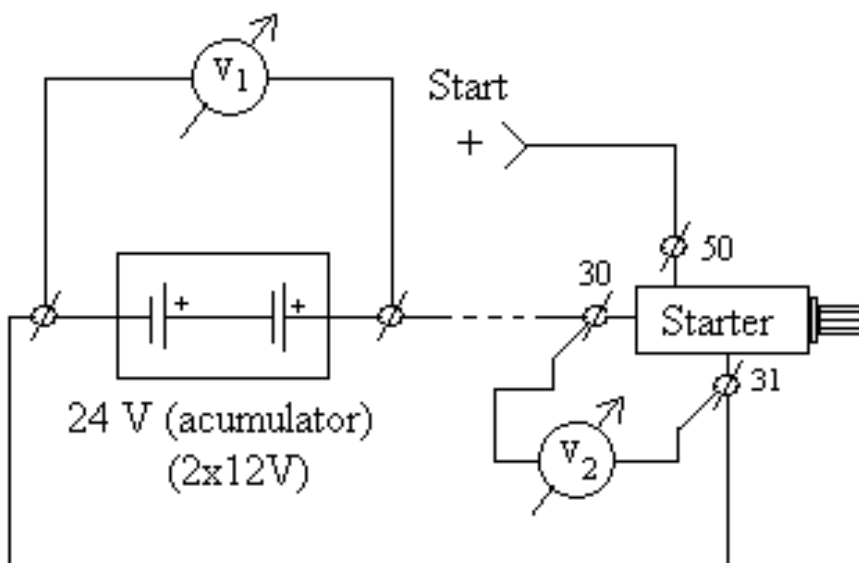 V1
Start
+
50
30
+ +
Starter
31
24 V (acumulator)
(2x12V)
V2